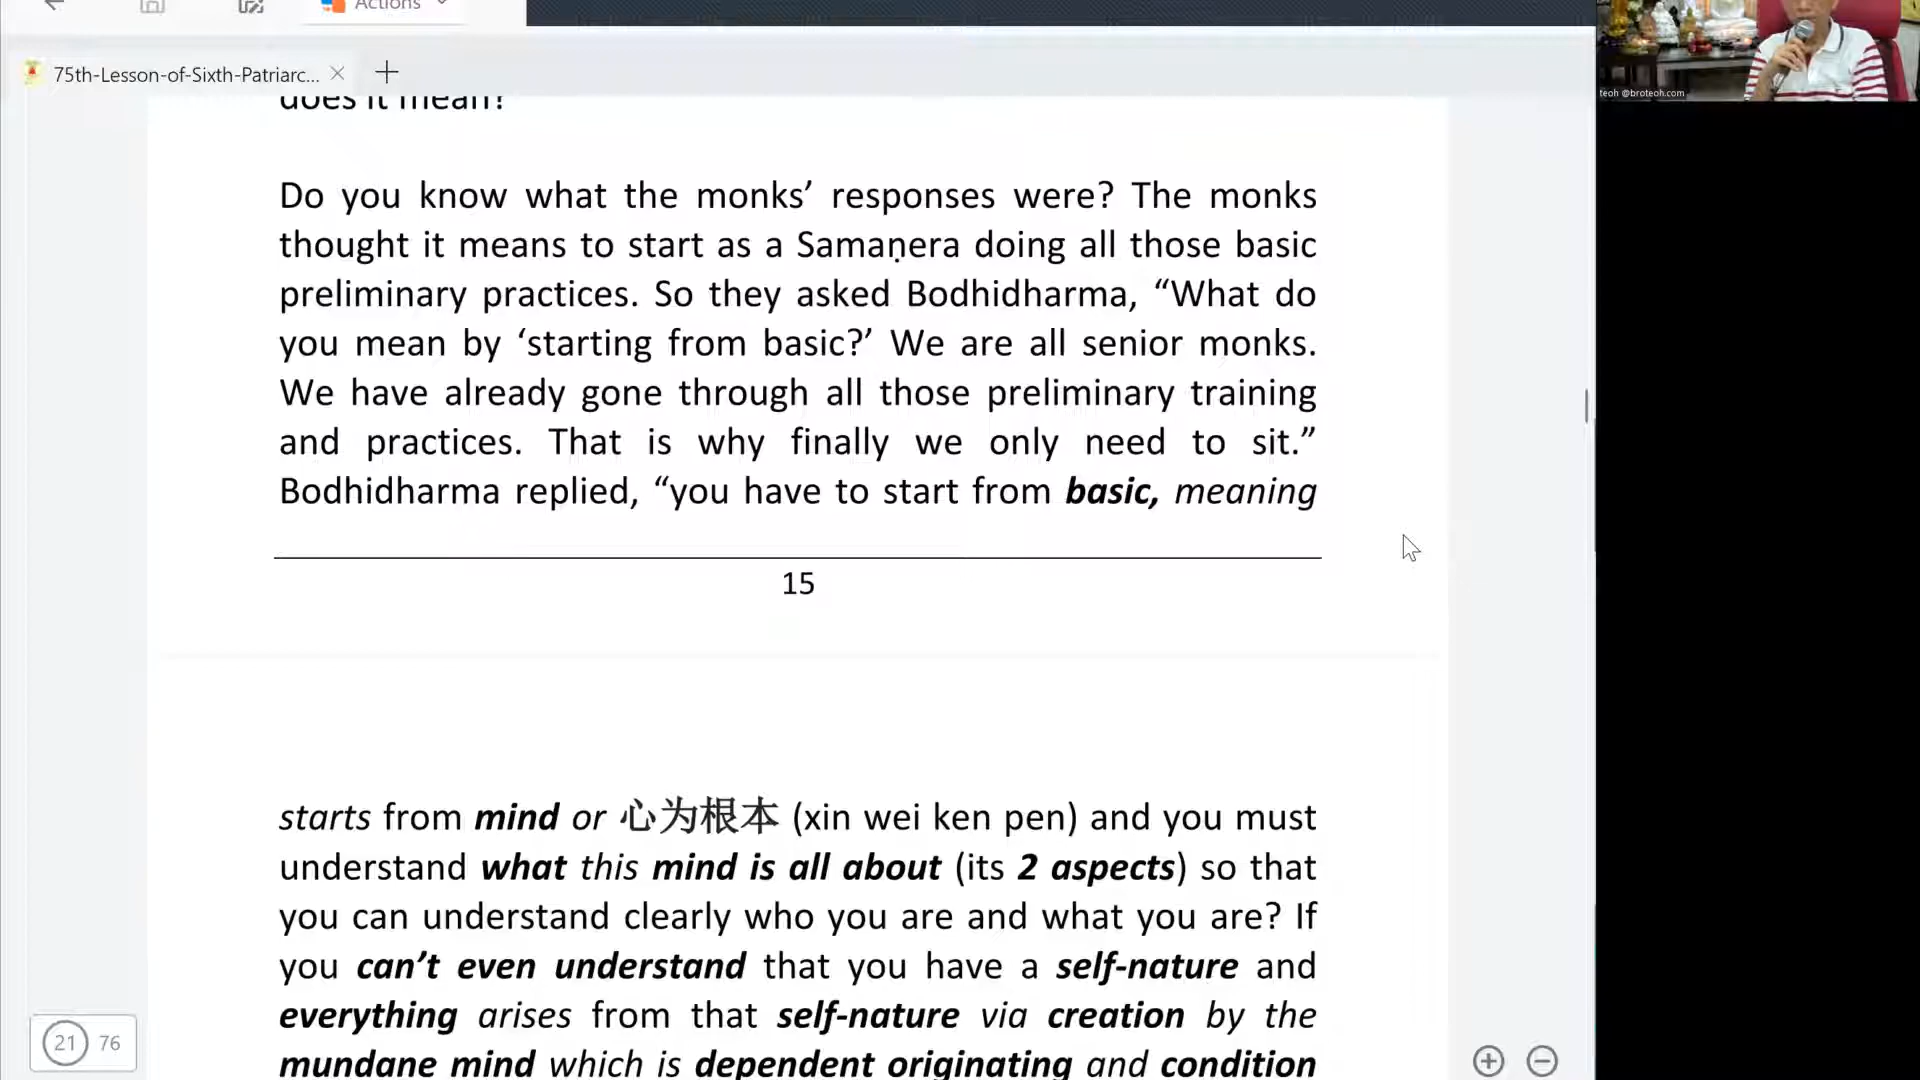 Actions
75th-Lesson-of-Sixth-Patriarc...
teoh @broteoh.com
does it mean?
Do you know what the monks’ responses were? The monks
thought it means to start as a Samaṇera doing all those basic
preliminary practices. So they asked Bodhidharma, “What do
you mean by ‘starting from basic?’ We are all senior monks.
We have already gone through all those preliminary training
and practices. That is why finally we only need to sit.”
Bodhidharma replied, “you have to start from basic, meaning
15
starts from mind or 心为根本 (xin wei ken pen) and you must
understand what this mind is all about (its 2 aspects) so that
you can understand clearly who you are and what you are? If
you can’t even understand that you have a self-nature and
everything arises from that self-nature via creation by the
mundane mind which is dependent originating and condition
21 76